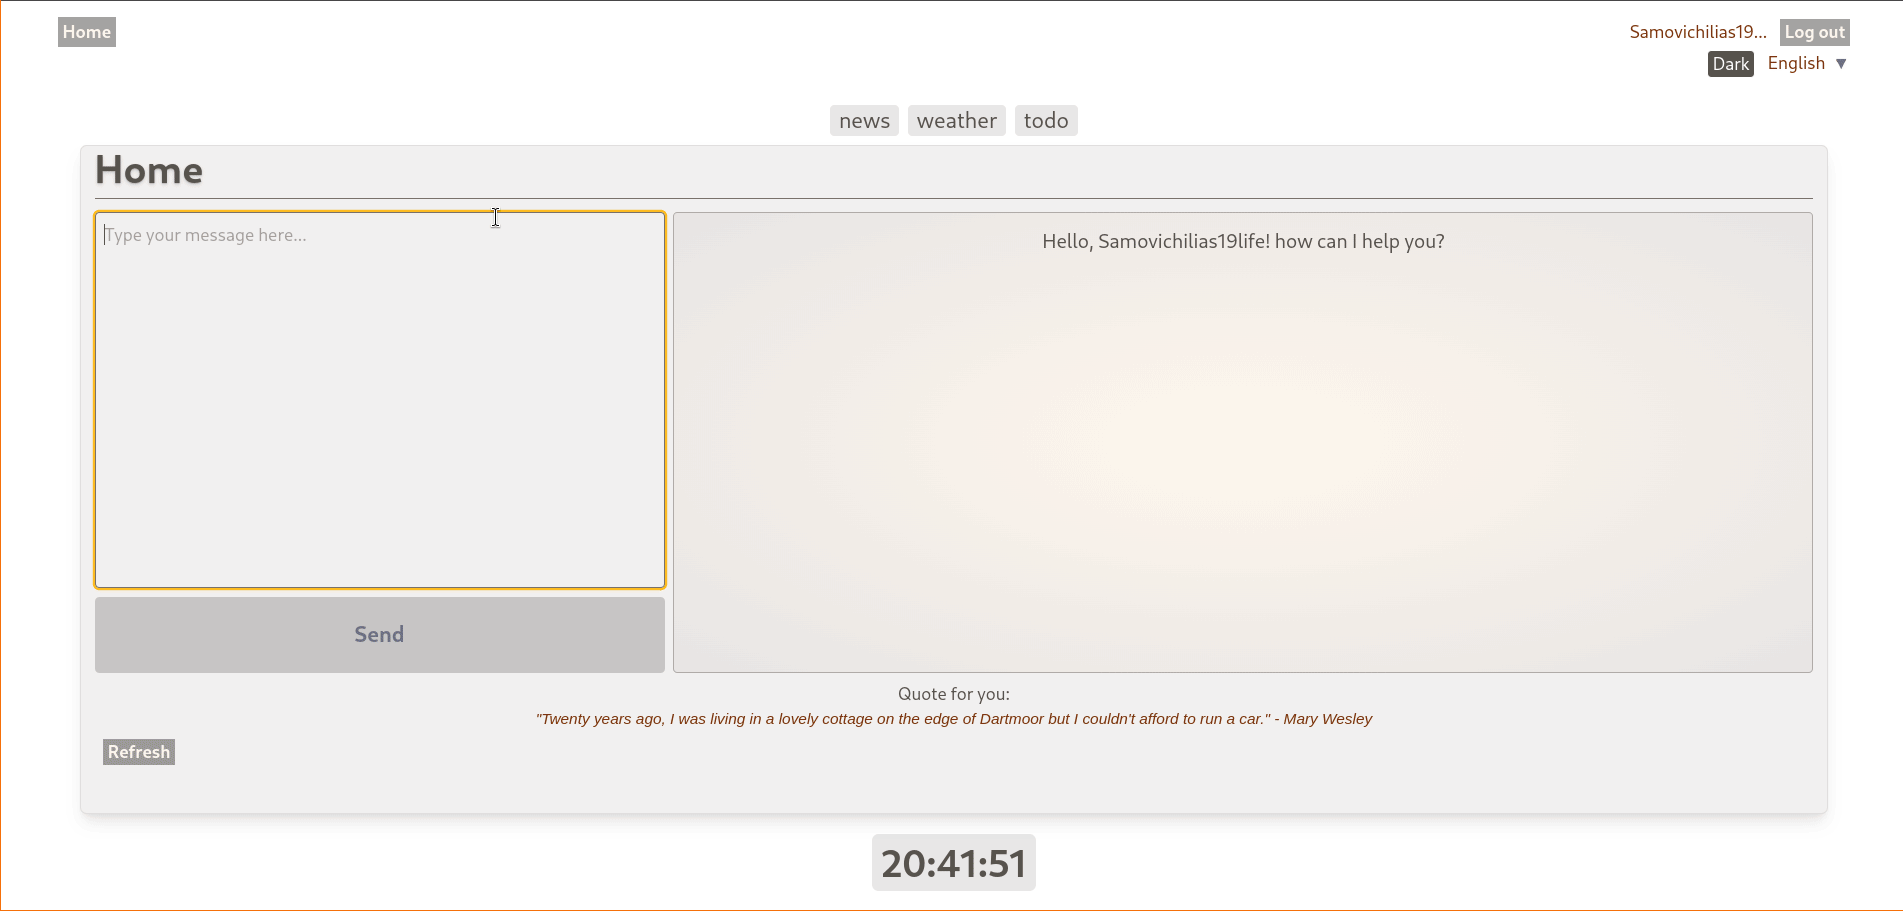 Home
Samovichilias19...
Log out
Dark
English ▼
news
weather
todo
Home
Type your message here...
Hello, Samovichilias19life! how can I help you?
Send
Quote for you:
"Twenty years ago, I was living in a lovely cottage on the edge of Dartmoor but I couldn't afford to run a car." - Mary Wesley
Refresh
20:41:51